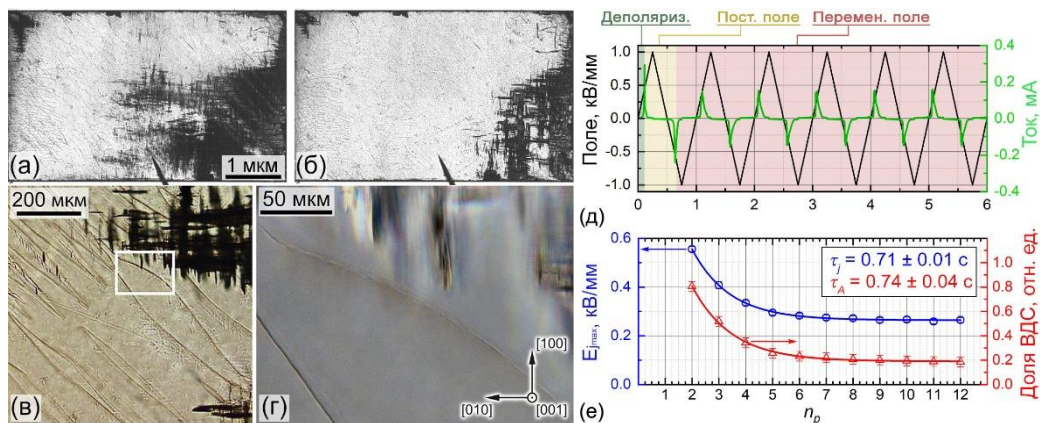 (а)
1 мкм
(б)
200 мкм
(в)
50 мкм
[100]
[010]
[001]
(г)
Деполяриз.
Пост. поле
Перемен. поле
Поле, кВ/мм
1.0
0.5
0.0
-0.5
-1.0
0 1 2 3 4 5 6
0.4
0.2
0.0
-0.2
-0.4
Ток, мА
(д)
E_jmax, кВ/мм
0.6
0.4
0.2
0.0
τ_j = 0.71 ± 0.01 с
τ_A = 0.74 ± 0.04 с
1.0
0.8
0.6
0.4
0.2
0.0
Доля ВДС, отн. ед.
1 2 3 4 5 6 7 8 9 10 11 12
n_p
(е)